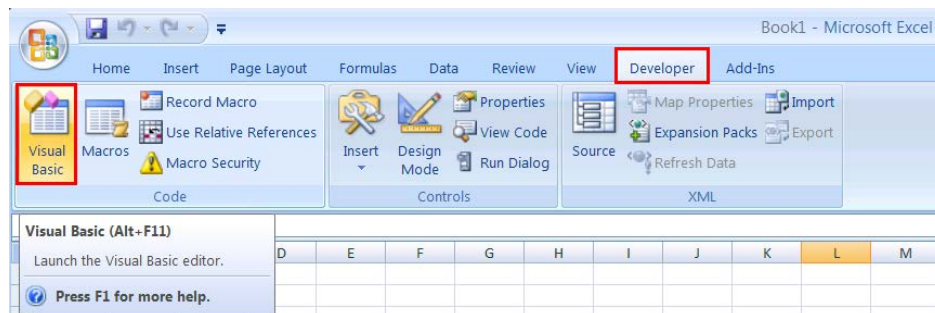 Book1 - Microsoft Excel
Home Insert Page Layout Formulas Data Review View Developer Add-Ins
Visual Basic
Macros
Record Macro
Use Relative References
Macro Security
Code
Insert
Design Mode
Properties
View Code
Run Dialog
Controls
Source
Map Properties
Expansion Packs
Refresh Data
Import
Export
XML
Visual Basic (Alt+F11)
Launch the Visual Basic editor.
Press F1 for more help.
D E F G H I J K L M